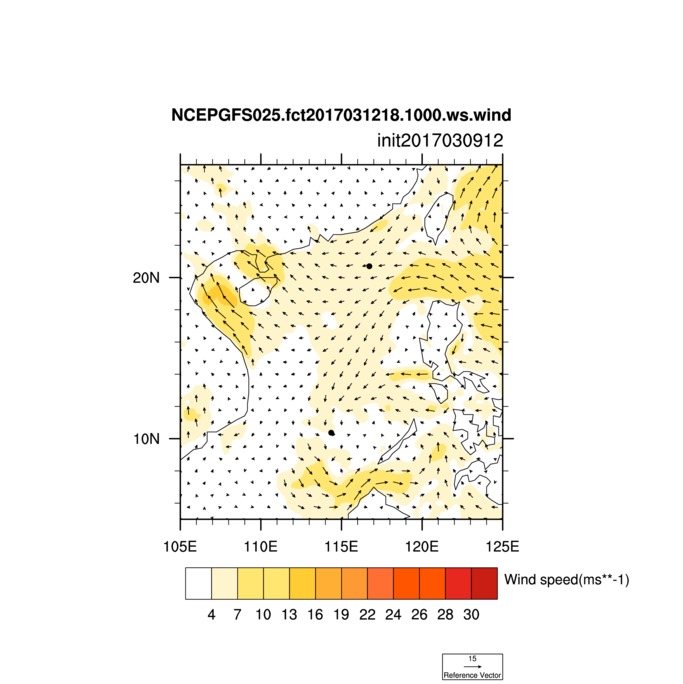 NCEPGFS025.fct2017031218.1000.ws.wind
init2017030912
20N
10N
105E 110E 115E 120E 125E
Wind speed(ms**-1)
4 7 10 13 16 19 22 24 26 28 30
15
Reference Vector